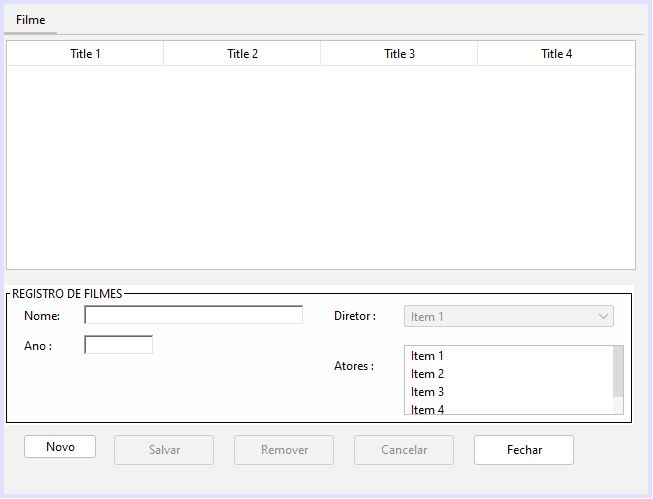 Filme
Title 1 Title 2 Title 3 Title 4
REGISTRO DE FILMES
Nome: Diretor : Item 1
Ano :
Atores : Item 1
Item 2
Item 3
Item 4
Novo Salvar Remover Cancelar Fechar